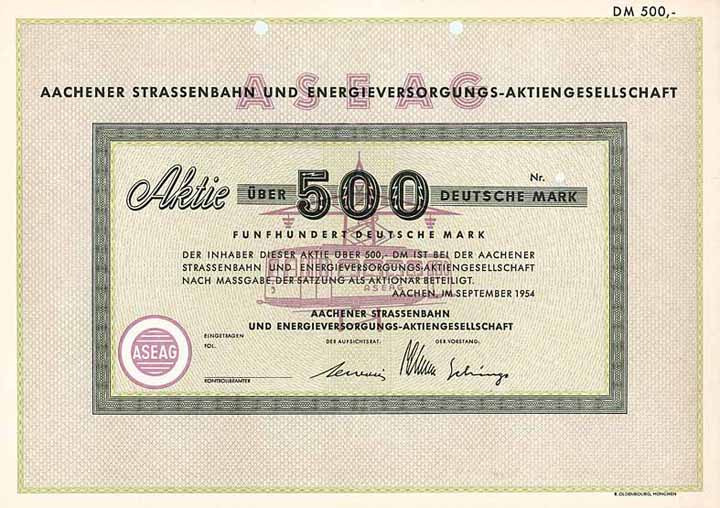 DM 500,-
ASEAG
AACHENER STRASSENBAHN UND ENERGIEVERSORGUNGS-AKTIENGESELLSCHAFT
Nr.
Aktie ÜBER 500 DEUTSCHE MARK
FUNFHUNDERT DEUTSCHE MARK
DER INHABER DIESER AKTIE ÜBER 500,- DM IST BEI DER AACHENER
STRASSENBAHN UND ENERGIEVERSORGUNGS-AKTIENGESELLSCHAFT
NACH MASSGABE DER SATZUNG ALS AKTIONÄR BETEILIGT.
ASEAG
AACHEN, IM SEPTEMBER 1954
AACHENER STRASSENBAHN
UND ENERGIEVERSORGUNGS-AKTIENGESELLSCHAFT
EINGETRAGEN
FOL.
DER AUFSICHTSRAT.
DER VORSTAND.
ASEAG
KONTROLLBEAMTER
R. OLDENBOURG, MÜNCHEN